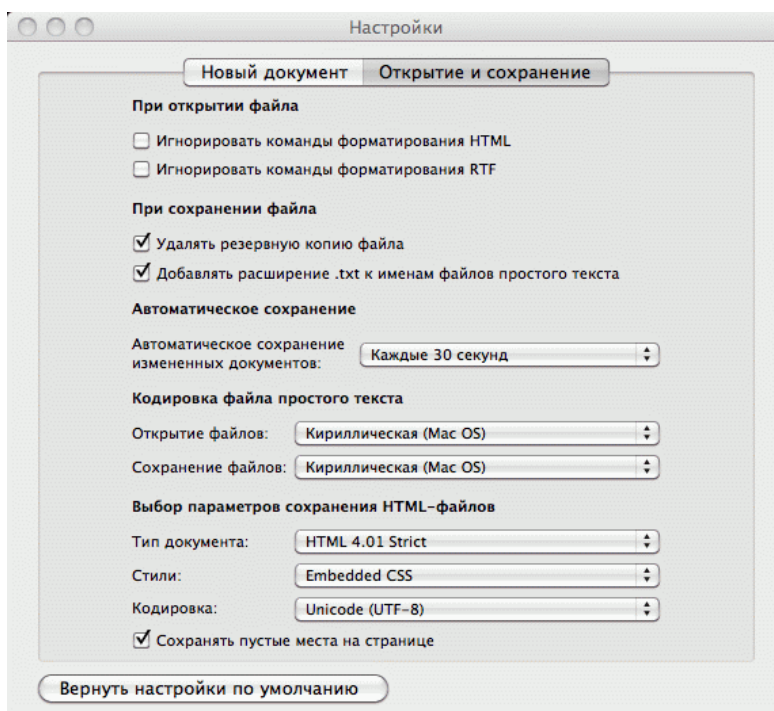 Настройки
Новый документ Открытие и сохранение
При открытии файла
Игнорировать команды форматирования HTML
Игнорировать команды форматирования RTF
При сохранении файла
Удалять резервную копию файла
Добавлять расширение .txt к именам файлов простого текста
Автоматическое сохранение
Автоматическое сохранение
измененных документов: Каждые 30 секунд
Кодировка файла простого текста
Открытие файлов: Кириллическая (Mac OS)
Сохранение файлов: Кириллическая (Mac OS)
Выбор параметров сохранения HTML-файлов
Тип документа: HTML 4.01 Strict
Стили: Embedded CSS
Кодировка: Unicode (UTF-8)
Сохранять пустые места на странице
Вернуть настройки по умолчанию